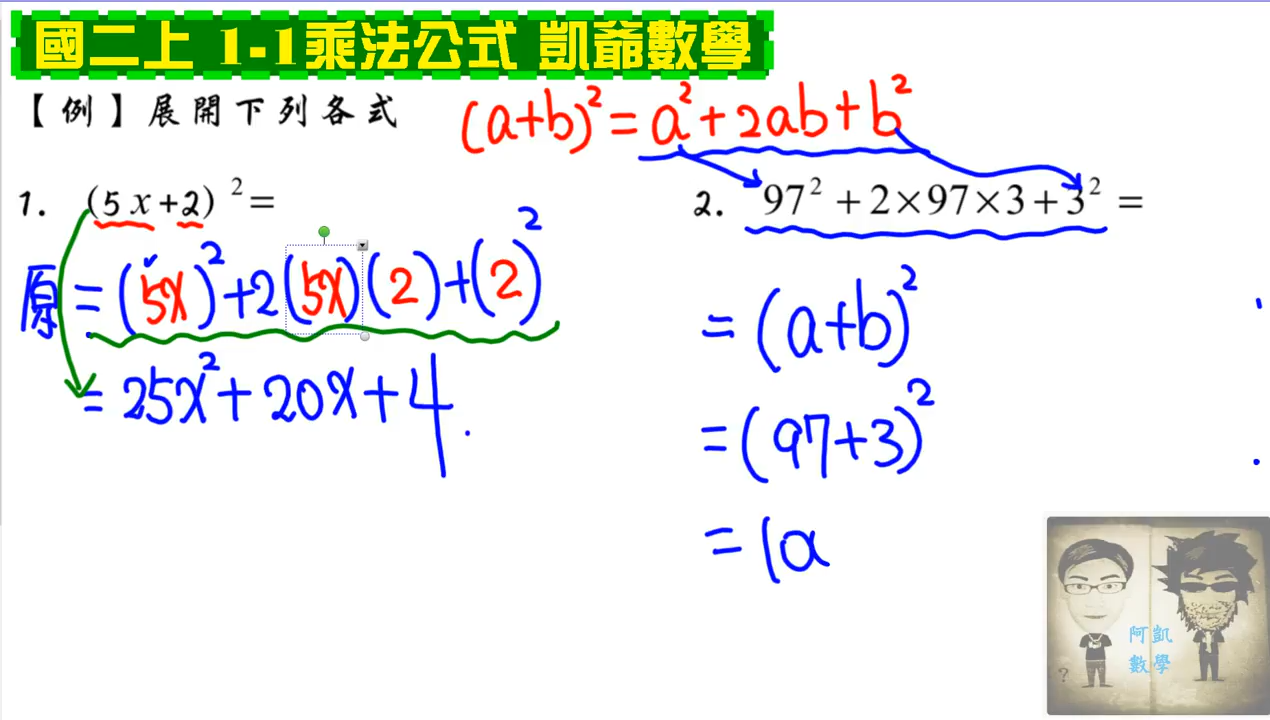 國二上 1-1乘法公式 凱爺數學
【例】展開下列各式
(a+b)²=a²+2ab+b²
1. (5x+2)²=
原=(5x)²+2(5x)(2)+(2)²
=25x²+20x+4
2. 97²+2×97×3+3²=
=(a+b)²
=(97+3)²
=10
阿凱
數學
?